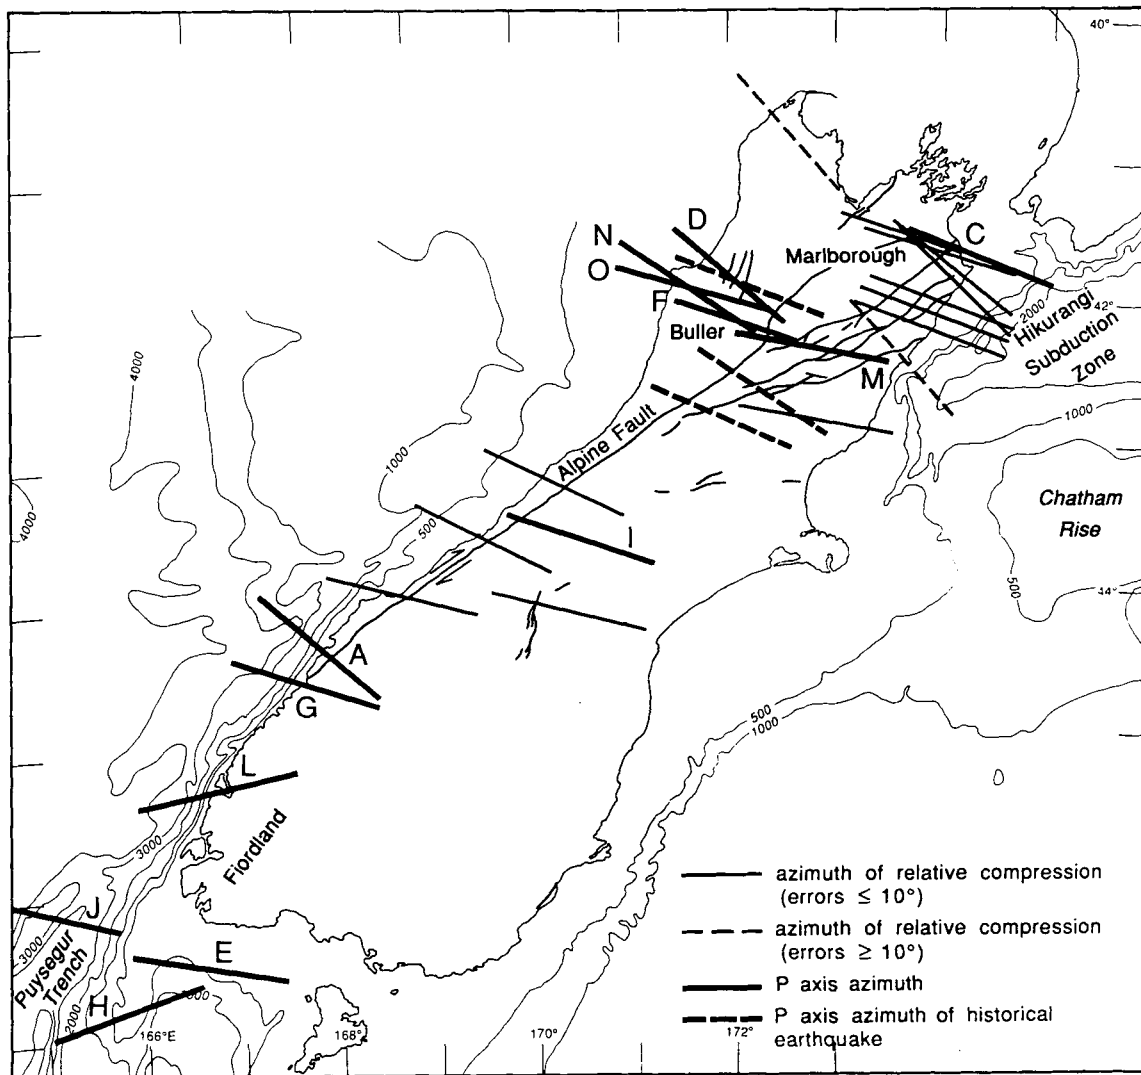 40°
D
N
C
O
Marlborough
4000
F
2000
42°
Hikurangi
Subduction
Zone
Buller
M
4000
1000
Alpine Fault
1000
4000
500
Chatham
Rise
I
500
44°
A
G
500
1000
L
3000
Fiordland
azimuth of relative compression
(errors ≤ 10°)
J
azimuth of relative compression
(errors ≥ 10°)
3000
E
Puysegur
Trench
P axis azimuth
H
2000
P axis azimuth of historical
earthquake
166°E
168°
170°
172°